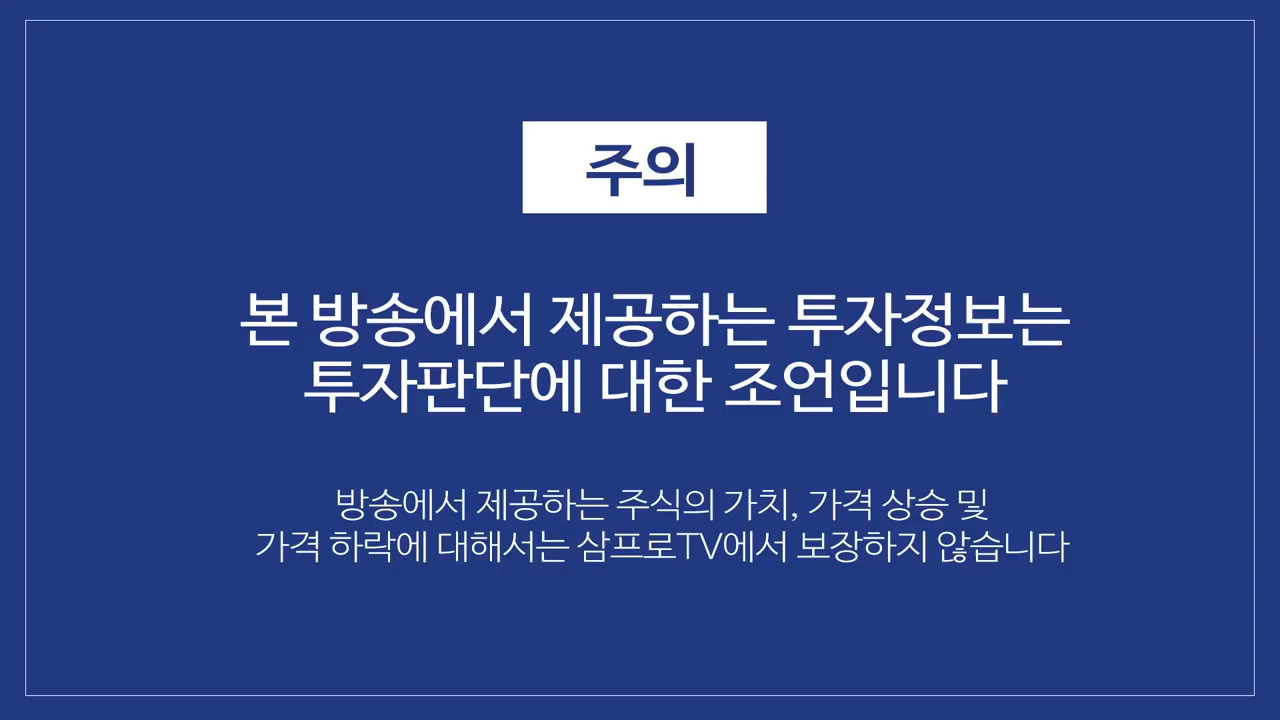 주의
본 방송에서 제공하는 투자정보는
투자판단에 대한 조언입니다
방송에서 제공하는 주식의 가치, 가격 상승 및
가격 하락에 대해서는 삼프로TV에서 보장하지 않습니다